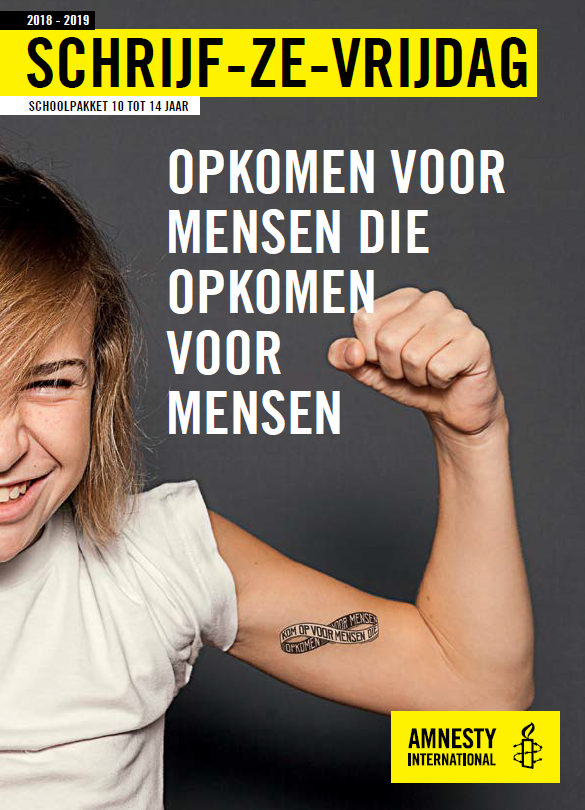 2018 - 2019
SCHRIJF-ZE-VRIJDAG
SCHOOLPAKKET 10 TOT 14 JAAR
OPKOMEN VOOR
MENSEN DIE
OPKOMEN
VOOR
MENSEN
VOOR MENSEN
KOM OP VOOR MENSEN DIE
OPKOMEN
AMNESTY
INTERNATIONAL